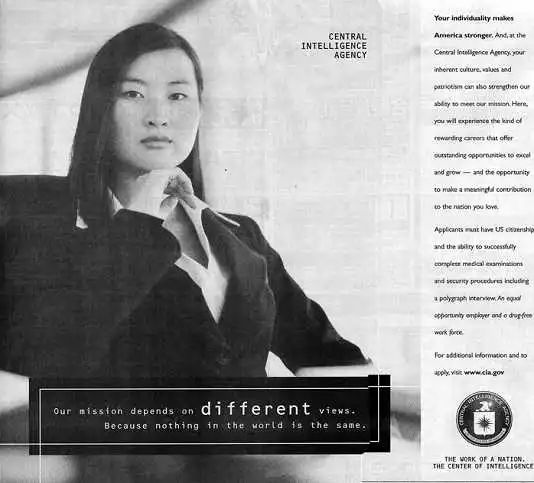 CENTRAL
INTELLIGENCE
AGENCY
Your individuality makes
America stronger. And, at the
Central Intelligence Agency, your
inherent culture, values and
patriotism can also strengthen our
ability to meet our mission. Here,
you will experience the kind of
rewarding careers that offer
outstanding opportunities to excel
and grow — and the opportunity
to make a meaningful contribution
to the nation you love.
Applicants must have US citizenship
and the ability to successfully
complete medical examinations
and security procedures including
a polygraph interview. An equal
opportunity employer and a drug-free
work force.
For additional information and to
apply, visit www.cia.gov
Our mission depends on different views.
Because nothing in the world is the same.
CENTRAL INTELLIGENCE AGENCY
UNITED STATES OF AMERICA
THE WORK OF A NATION.
THE CENTER OF INTELLIGENCE